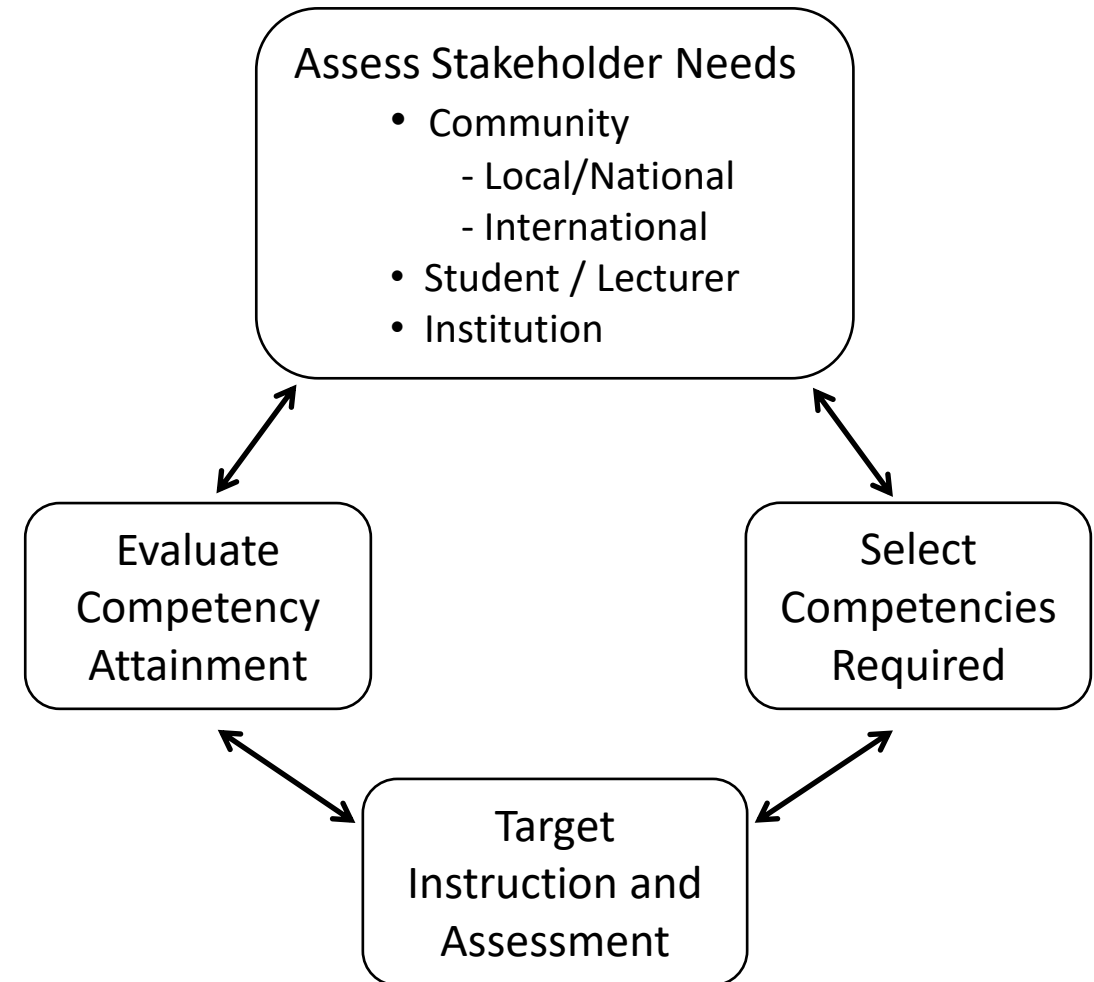 Assess Stakeholder Needs
• Community
- Local/National
- International
• Student / Lecturer
• Institution
Evaluate
Competency
Attainment
Select
Competencies
Required
Target
Instruction and
Assessment